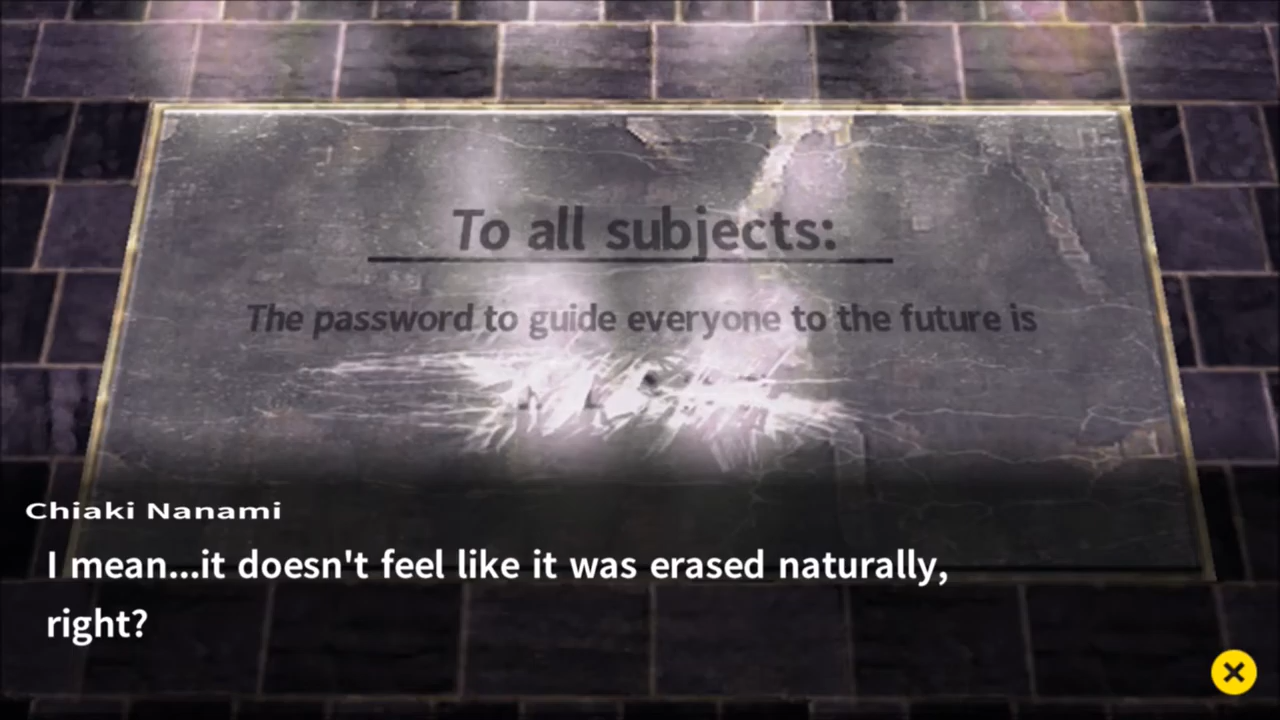 To all subjects:
The password to guide everyone to the future is
Chiaki Nanami
I mean...it doesn't feel like it was erased naturally,
right?